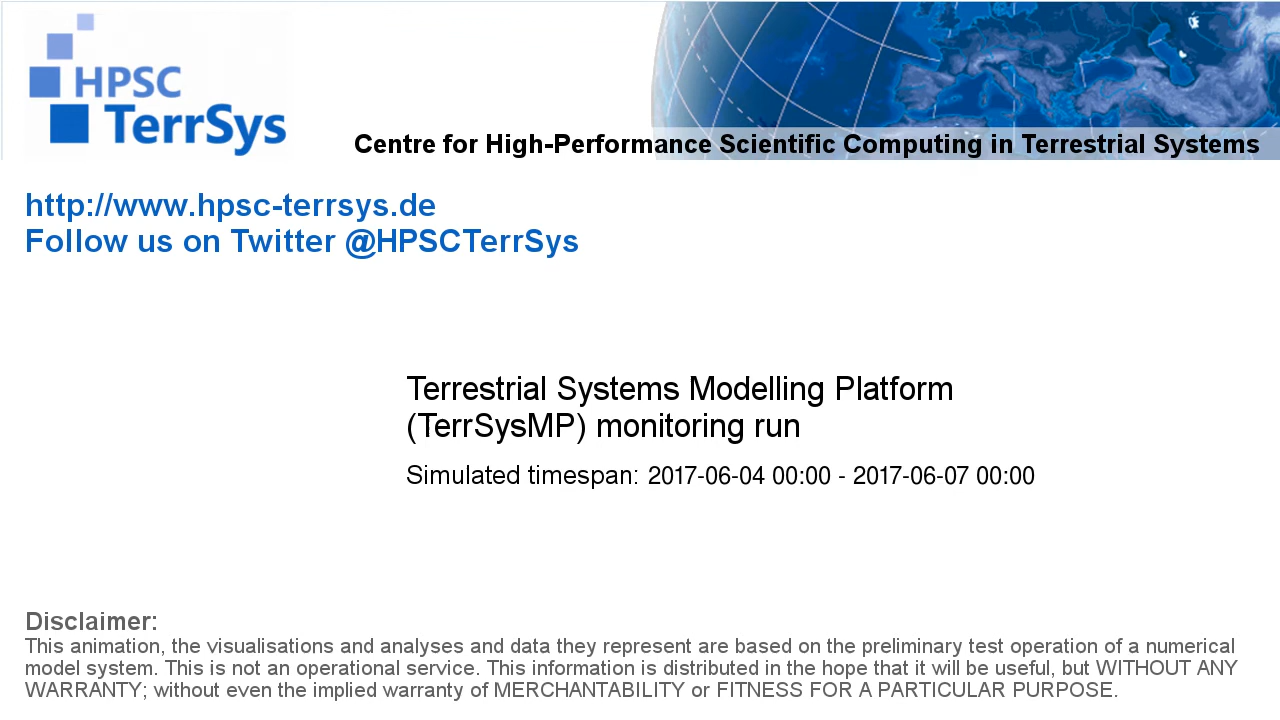 HPSC
TerrSys
Centre for High-Performance Scientific Computing in Terrestrial Systems
http://www.hpsc-terrsys.de
Follow us on Twitter @HPSCTerrSys
Terrestrial Systems Modelling Platform
(TerrSysMP) monitoring run
Simulated timespan: 2017-06-04 00:00 - 2017-06-07 00:00
Disclaimer:
This animation, the visualisations and analyses and data they represent are based on the preliminary test operation of a numerical
model system. This is not an operational service. This information is distributed in the hope that it will be useful, but WITHOUT ANY
WARRANTY; without even the implied warranty of MERCHANTABILITY or FITNESS FOR A PARTICULAR PURPOSE.